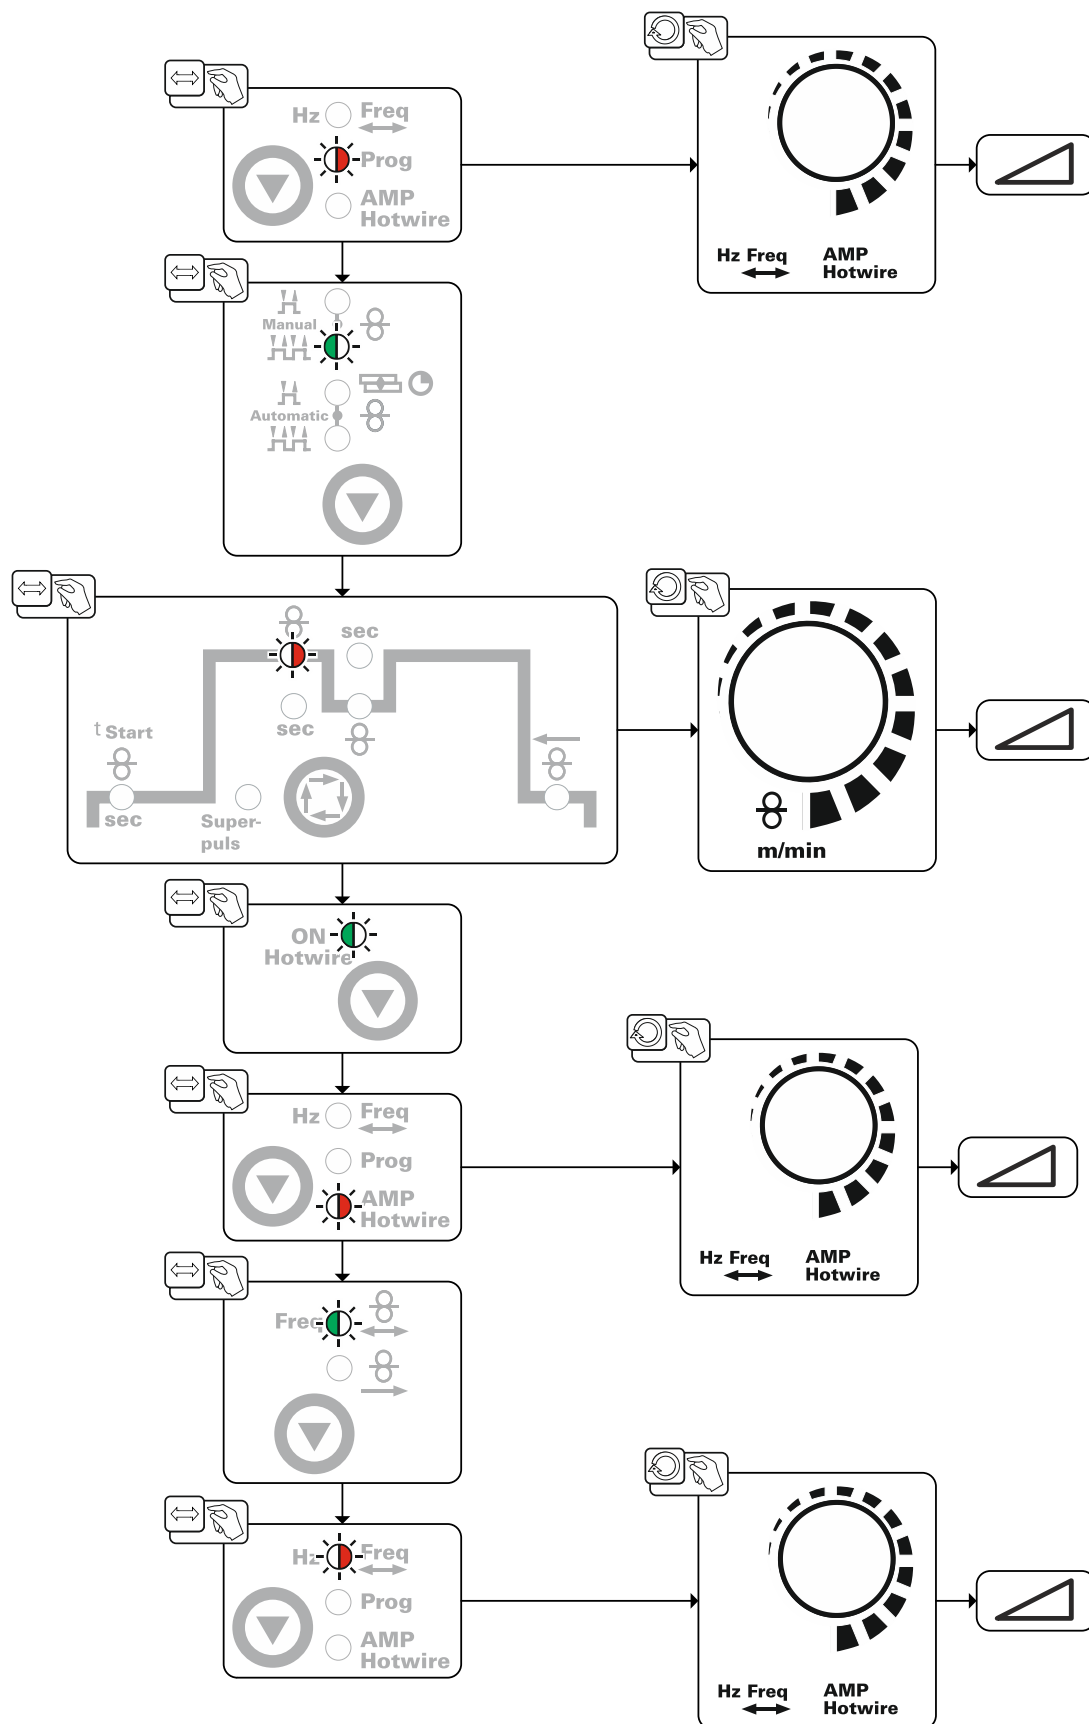 Hz Freq
Prog
AMP
Hotwire
Hz Freq AMP
Hotwire
Manual
Automatic
sec
t Start
sec
sec
Super-
puls
m/min
ON
Hotwire
Hz Freq
Prog
AMP
Hotwire
Hz Freq AMP
Hotwire
Freq
Hz Freq
Prog
AMP
Hotwire
Hz Freq AMP
Hotwire